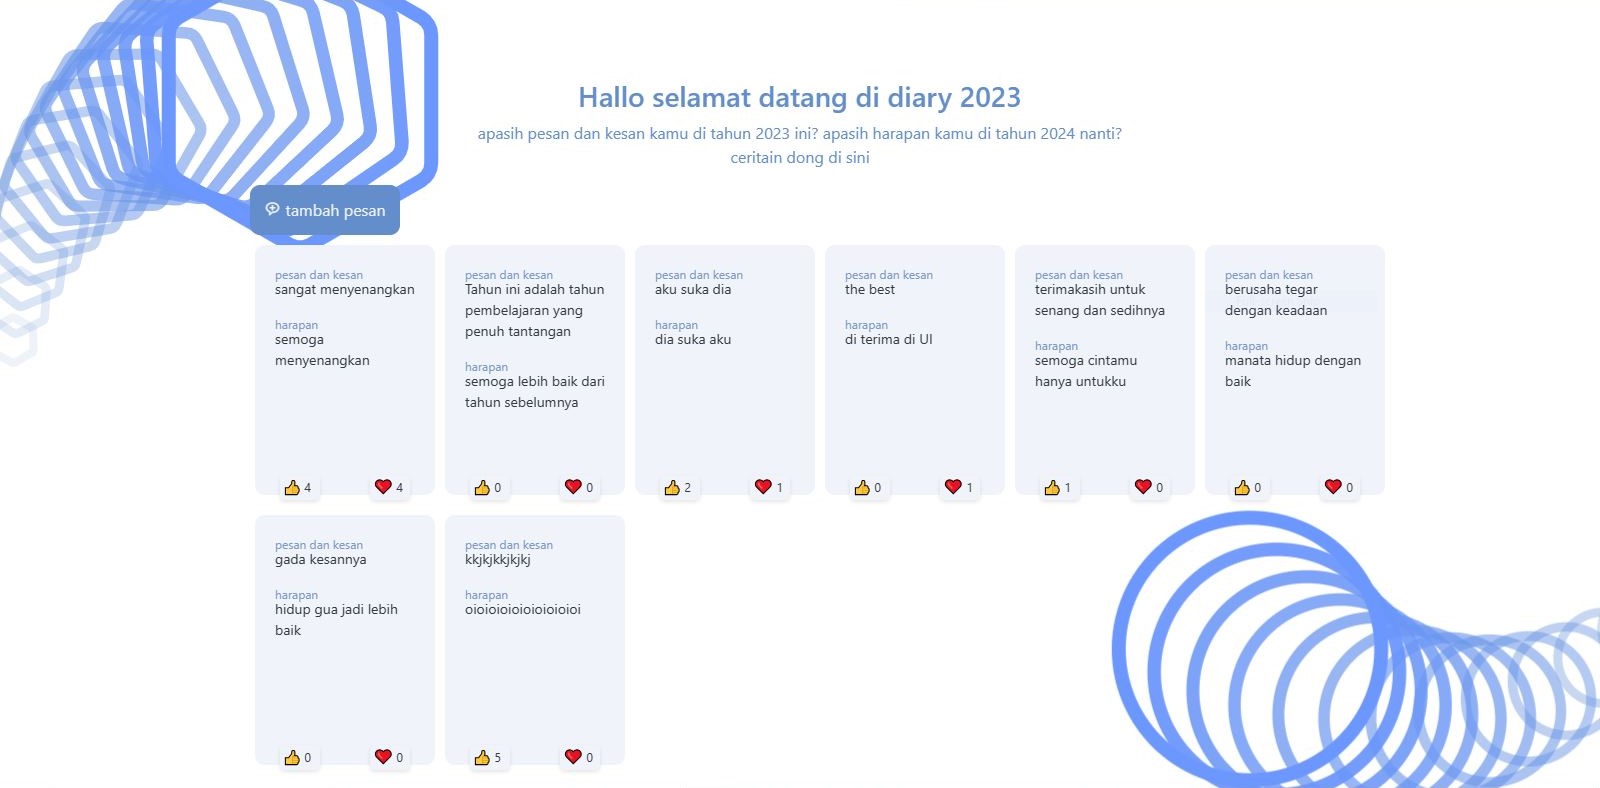 Hallo selamat datang di diary 2023
apasih pesan dan kesan kamu di tahun 2023 ini? apasih harapan kamu di tahun 2024 nanti?
ceritain dong di sini
tambah pesan
pesan dan kesan
sangat menyenangkan
harapan
semoga
menyenangkan
4
4
pesan dan kesan
Tahun ini adalah tahun
pembelajaran yang
penuh tantangan
harapan
semoga lebih baik dari
tahun sebelumnya
0
0
pesan dan kesan
aku suka dia
harapan
dia suka aku
2
1
pesan dan kesan
the best
harapan
di terima di UI
0
1
pesan dan kesan
terimakasih untuk
senang dan sedihnya
harapan
semoga cintamu
hanya untukku
1
0
pesan dan kesan
berusaha tegar
dengan keadaan
harapan
manata hidup dengan
baik
0
0
pesan dan kesan
gada kesannya
harapan
hidup gua jadi lebih
baik
0
0
pesan dan kesan
kkjkjkkjkjkj
harapan
oioioioioioioioioioi
5
0